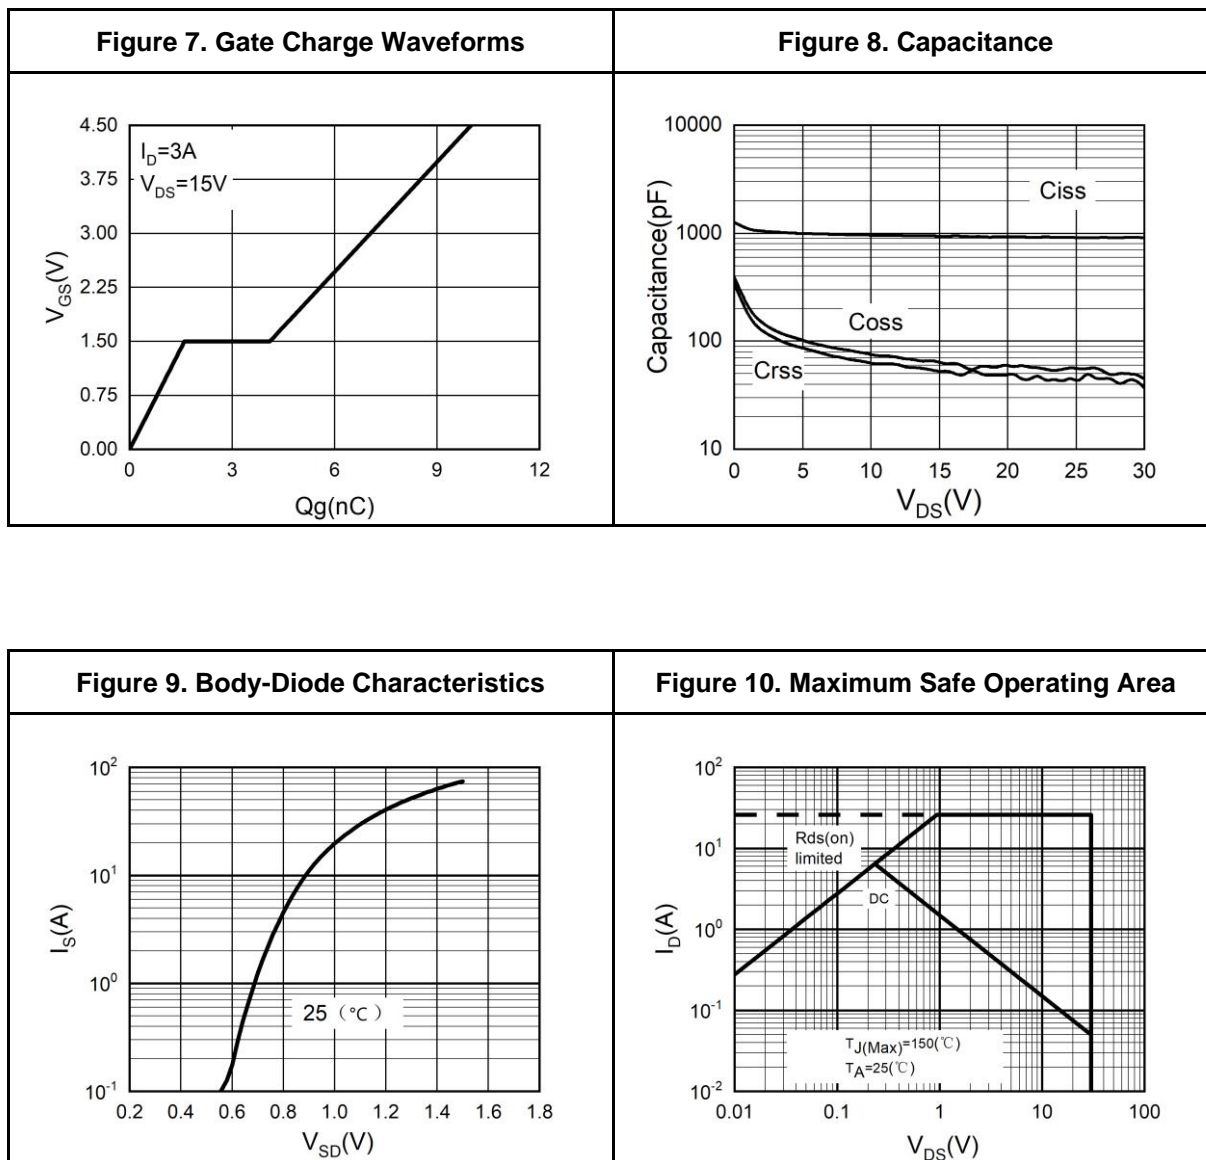 Figure 7. Gate Charge Waveforms
Figure 8. Capacitance
4.50
3.75
3.00
2.25
1.50
0.75
0.00
V_GS(V)
I_D=3A
V_DS=15V
0 3 6 9 12
Qg(nC)
10000
1000
100
10
Capacitance(pF)
Ciss
Coss
Crss
0 5 10 15 20 25 30
V_DS(V)
Figure 9. Body-Diode Characteristics
Figure 10. Maximum Safe Operating Area
10^2
10^1
10^0
10^-1
I_S(A)
25（℃）
0.2 0.4 0.6 0.8 1.0 1.2 1.4 1.6 1.8
V_SD(V)
10^2
10^1
10^0
10^-1
10^-2
I_D(A)
Rds(on)
limited
DC
T_J(Max)=150(℃)
T_A=25(℃)
0.01 0.1 1 10 100
V_DS(V)